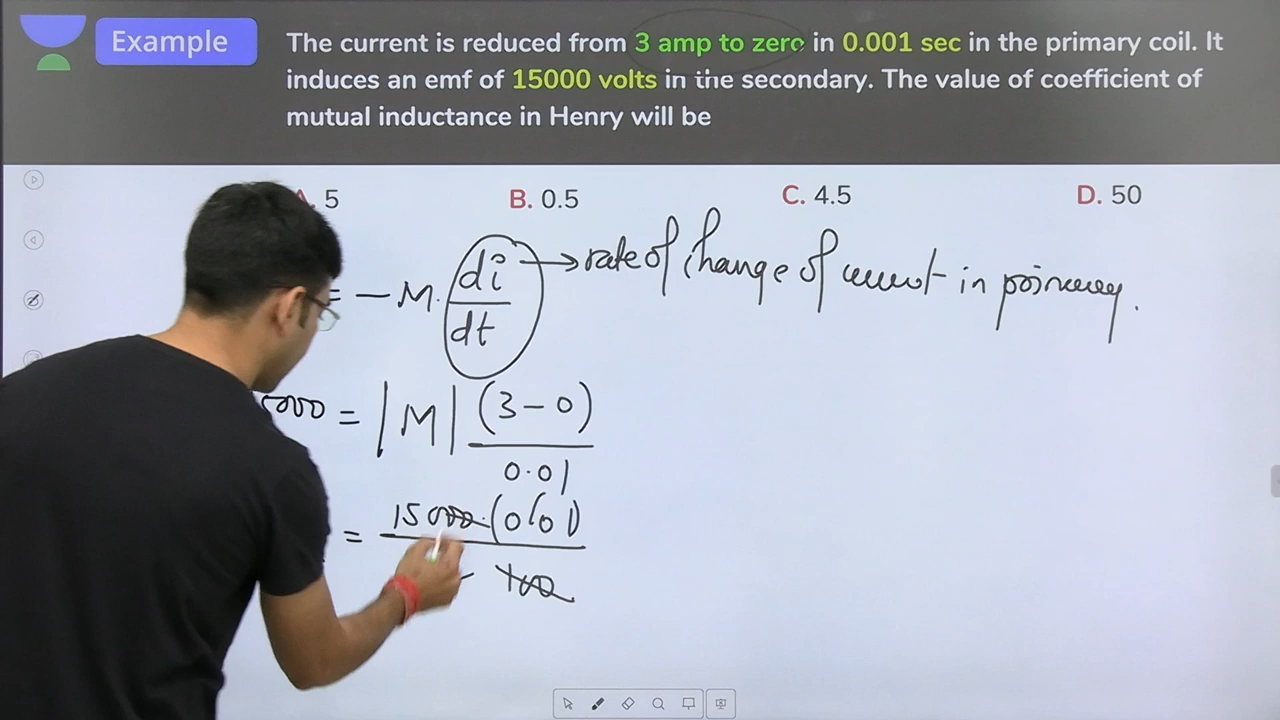 Example
The current is reduced from 3 amp to zero in 0.001 sec in the primary coil. It
induces an emf of 15000 volts in the secondary. The value of coefficient of
mutual inductance in Henry will be
A. 5 B. 0.5 C. 4.5 D. 50
= -M. di/dt → rate of change of current in primary.
5000 = |M| (3-0)
0.01
= 15000 (0.01)
100